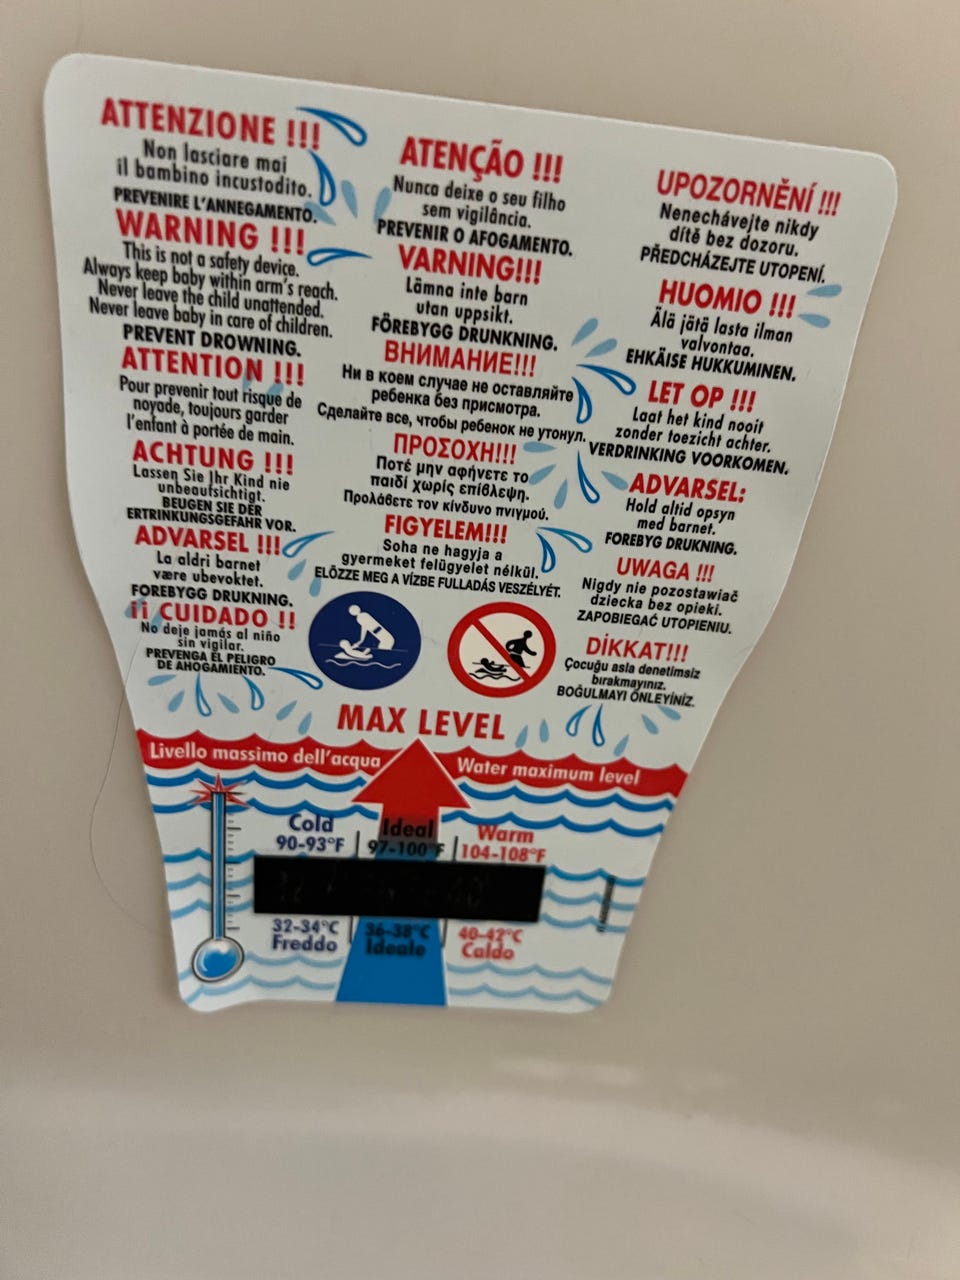 ATTENZIONE !!!
Non lasciare mai
il bambino incustodito.
PREVENIRE L'ANNEGAMENTO.
WARNING !!!
This is not a safety device.
Always keep baby within arm's reach.
Never leave the child unattended.
Never leave baby in care of children.
PREVENT DROWNING.
ATTENTION !!!
Pour prevenir tout risque de
noyade, toujours garder
l'enfant à portée de main.
ACHTUNG !!!
Lassen Sie Ihr Kind nie
unbeaufsichtigt.
BEUGEN SIE DER
ERTRINKUNGSGEFAHR VOR.
ADVARSEL !!!
La aldri barnet
være ubevoktet.
FOREBYGG DRUKNING.
¡¡ CUIDADO !!
No deje jamás al niño
sin vigilar.
PREVENGA EL PELIGRO
DE AHOGAMIENTO.
ATENÇÃO !!!
Nunca deixe o seu filho
sem vigilância.
PREVENIR O AFOGAMENTO.
VARNING!!!
Lämna inte barn
utan uppsikt.
FÖREBYGG DRUNKNING.
ВНИМАНИЕ!!!
Ни в коем случае не оставляйте
ребенка без присмотра.
Сделайте все, чтобы ребенок не утонул.
ΠΡΟΣΟΧΗ!!!
Ποτέ μην αφήνετε το
παιδί χωρίς επίβλεψη.
Προλάβετε τον κίνδυνο πνιγμού.
FIGYELEM!!!
Soha ne hagyja a
gyermeket felügyelet nélkül.
ELŐZZE MEG A VÍZBE FULLADÁS VESZÉLYÉT.
UPOZORNĚNÍ !!!
Nenechávejte nikdy
dítě bez dozoru.
PŘEDCHÁZEJTE UTOPENÍ.
HUOMIO !!!
Älä jätä lasta ilman
valvontaa.
EHKÄISE HUKKUMINEN.
LET OP !!!
Laat het kind nooit
zonder toezicht achter.
VERDRINKING VOORKOMEN.
ADVARSEL:
Hold altid opsyn
med barnet.
FOREBYG DRUKNING.
UWAGA !!!
Nigdy nie pozostawiać
dziecka bez opieki.
ZAPOBIEGAĆ UTOPIENIU.
DİKKAT!!!
Çocuğu asla denetimsiz
bırakmayınız.
BOĞULMAYI ÖNLEYİNİZ.
MAX LEVEL
Livello massimo dell'acqua
Water maximum level
Cold Ideal Warm
90-93°F 97-100°F 104-108°F
32-34°C 36-38°C 40-42°C
Freddo Ideale Caldo